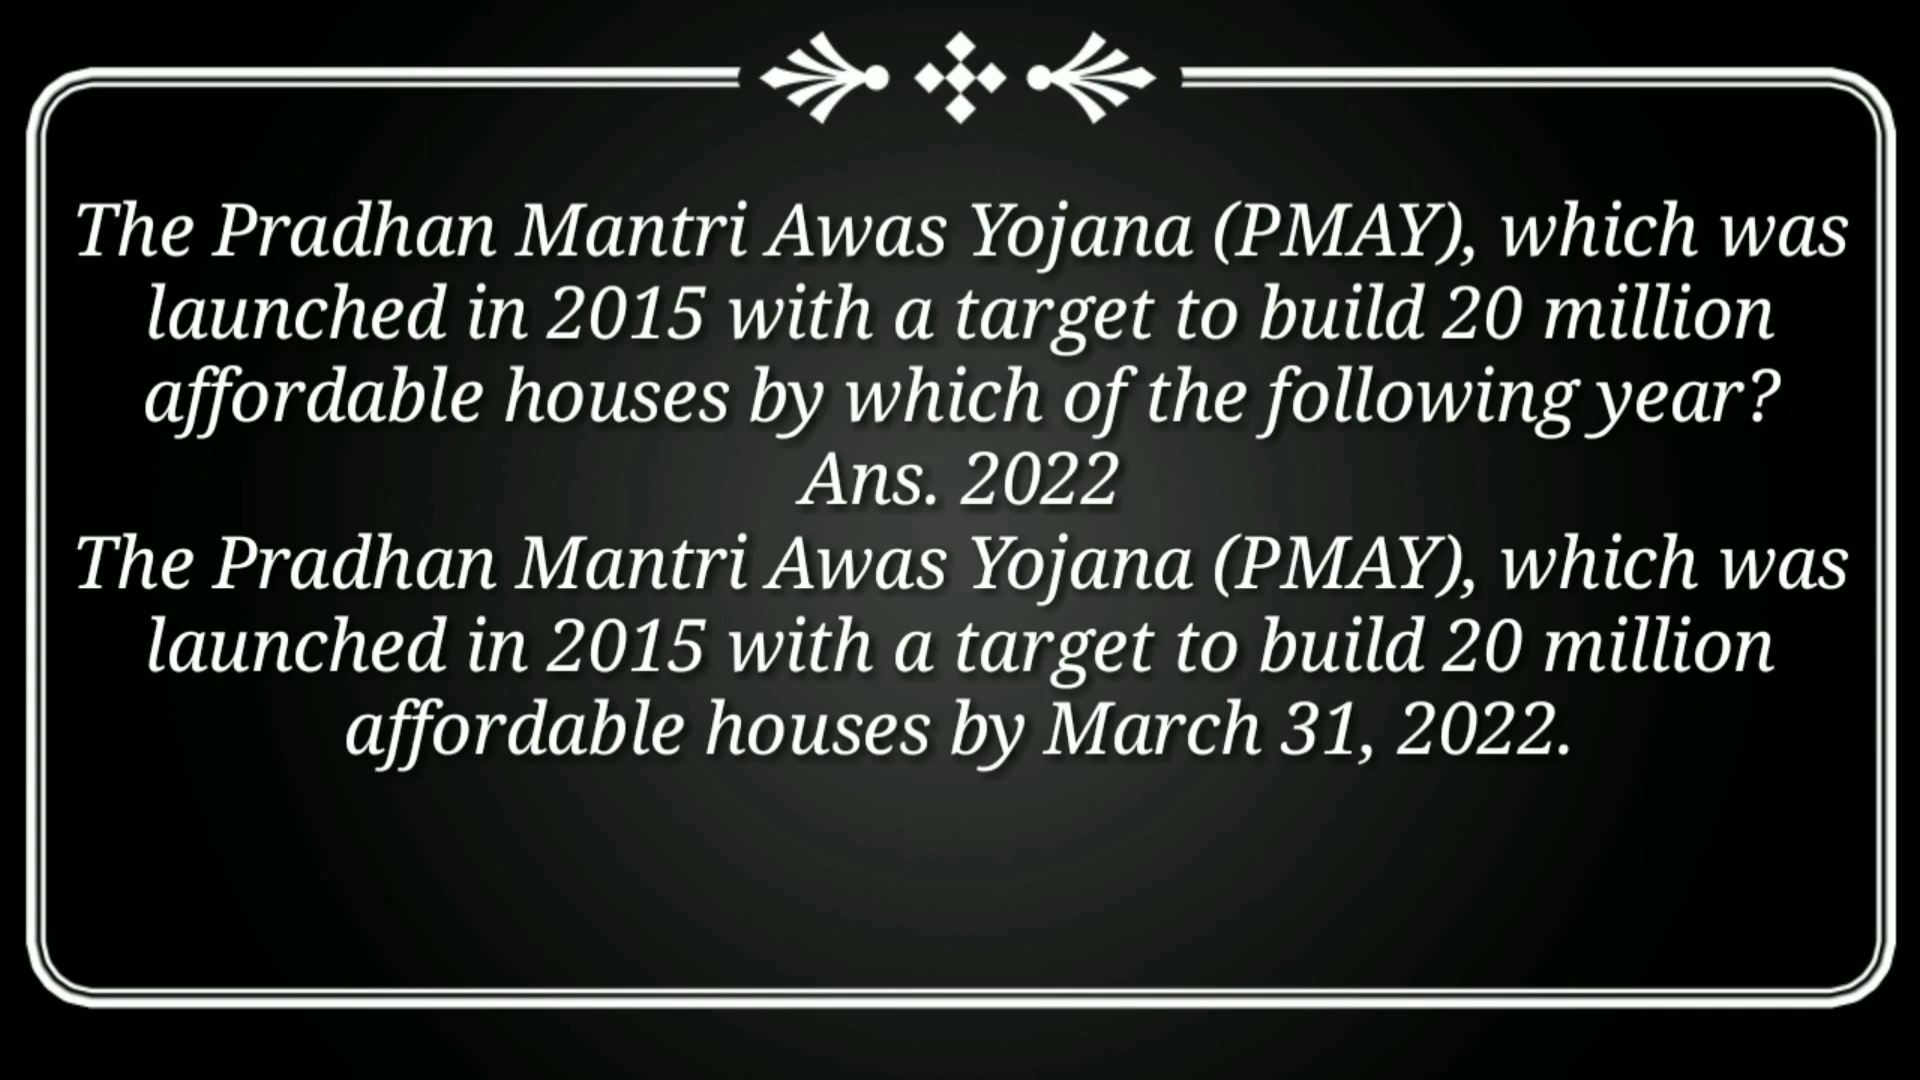 The Pradhan Mantri Awas Yojana (PMAY), which was
launched in 2015 with a target to build 20 million
affordable houses by which of the following year?
Ans. 2022
The Pradhan Mantri Awas Yojana (PMAY), which was
launched in 2015 with a target to build 20 million
affordable houses by March 31, 2022.